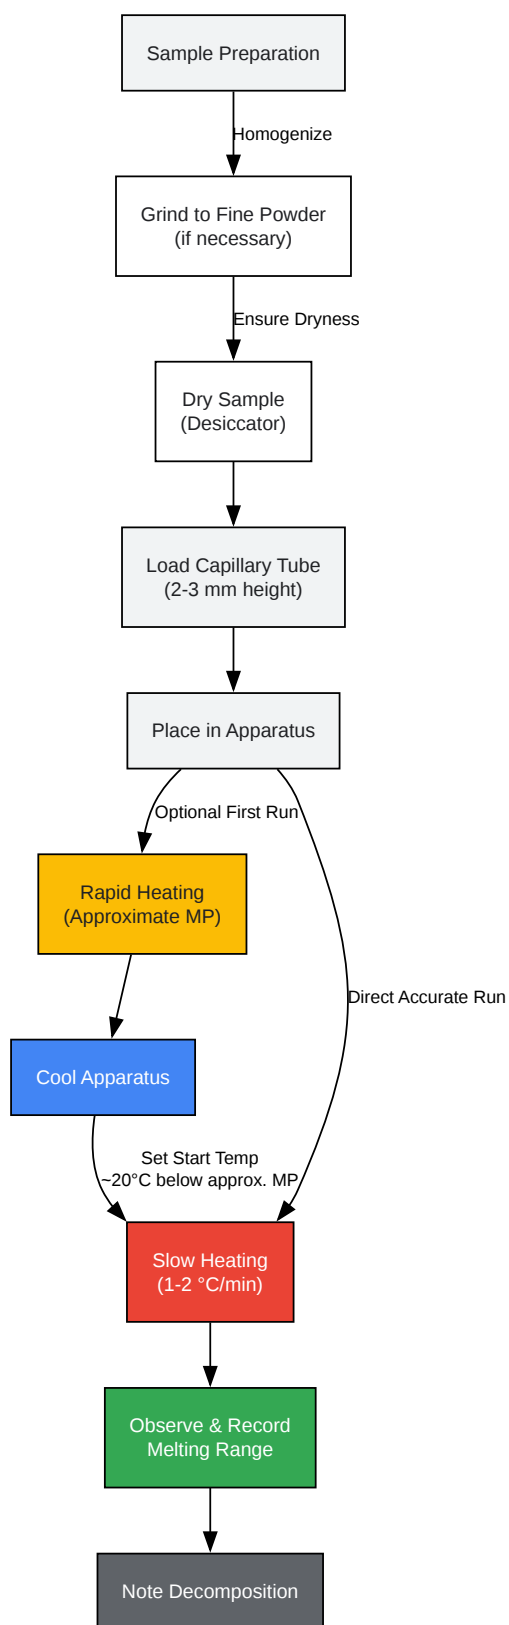 Sample Preparation
Homogenize
Grind to Fine Powder
(if necessary)
Ensure Dryness
Dry Sample
(Desiccator)
Load Capillary Tube
(2-3 mm height)
Place in Apparatus
Optional First Run
Rapid Heating
(Approximate MP)
Direct Accurate Run
Cool Apparatus
Set Start Temp
~20°C below approx. MP
Slow Heating
(1-2 °C/min)
Observe & Record
Melting Range
Note Decomposition